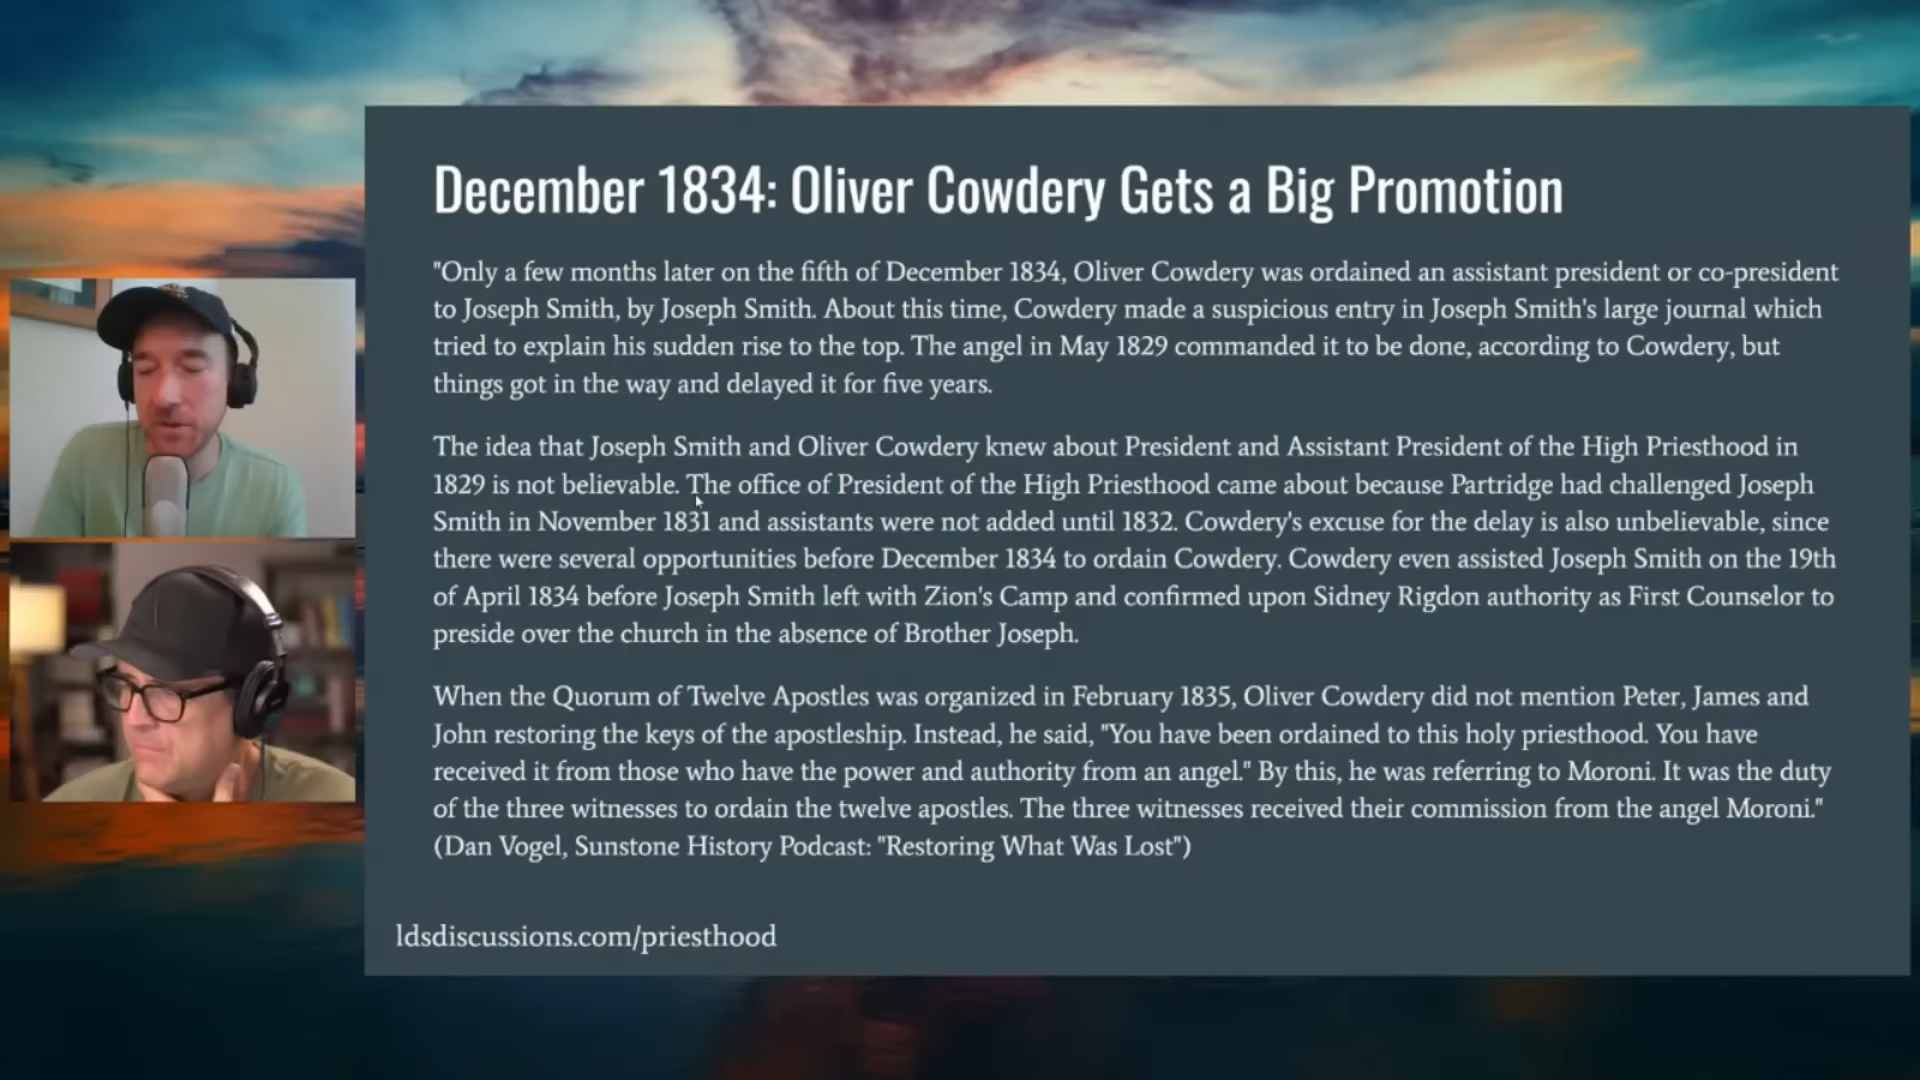 December 1834: Oliver Cowdery Gets a Big Promotion
"Only a few months later on the fifth of December 1834, Oliver Cowdery was ordained an assistant president or co-president
to Joseph Smith, by Joseph Smith. About this time, Cowdery made a suspicious entry in Joseph Smith's large journal which
tried to explain his sudden rise to the top. The angel in May 1829 commanded it to be done, according to Cowdery, but
things got in the way and delayed it for five years.
The idea that Joseph Smith and Oliver Cowdery knew about President and Assistant President of the High Priesthood in
1829 is not believable. The office of President of the High Priesthood came about because Partridge had challenged Joseph
Smith in November 1831 and assistants were not added until 1832. Cowdery's excuse for the delay is also unbelievable, since
there were several opportunities before December 1834 to ordain Cowdery. Cowdery even assisted Joseph Smith on the 19th
of April 1834 before Joseph Smith left with Zion's Camp and confirmed upon Sidney Rigdon authority as First Counselor to
preside over the church in the absence of Brother Joseph.
When the Quorum of Twelve Apostles was organized in February 1835, Oliver Cowdery did not mention Peter, James and
John restoring the keys of the apostleship. Instead, he said, "You have been ordained to this holy priesthood. You have
received it from those who have the power and authority from an angel." By this, he was referring to Moroni. It was the duty
of the three witnesses to ordain the twelve apostles. The three witnesses received their commission from the angel Moroni."
(Dan Vogel, Sunstone History Podcast: "Restoring What Was Lost")
ldsdiscussions.com/priesthood